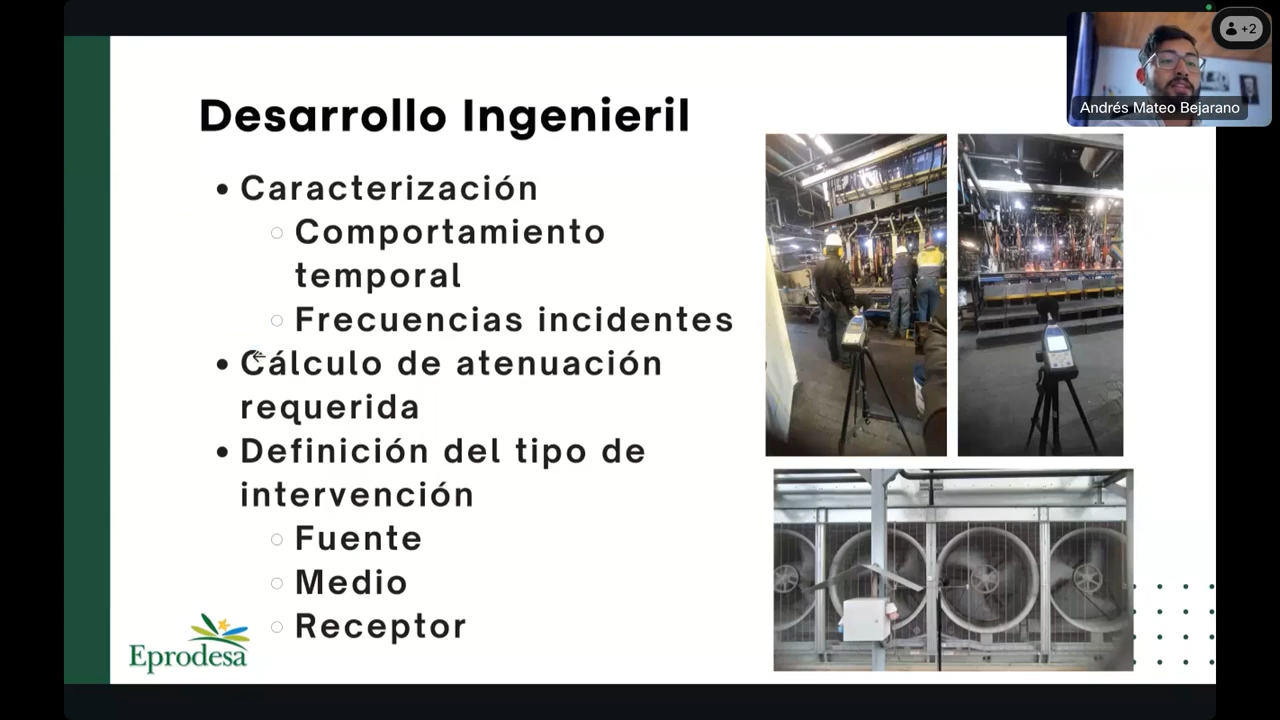 +2
Andrés Mateo Bejarano
Desarrollo Ingenieril
Caracterización
Comportamiento
temporal
Frecuencias incidentes
Cálculo de atenuación
requerida
Definición del tipo de
intervención
Fuente
Medio
Receptor
Eprodesa